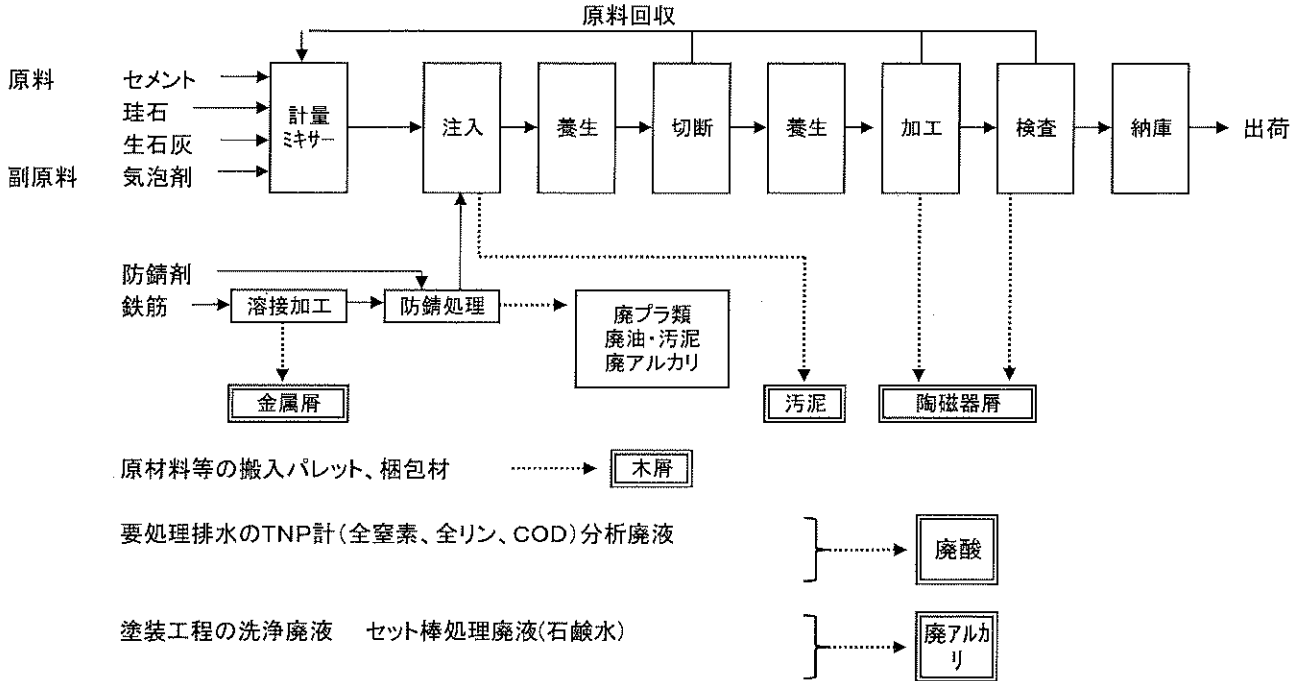 原料回収
原料 セメント
珪石
生石灰
副原料 気泡剤
計量
ミキサー
注入
養生
切断
養生
加工
検査
納庫
出荷
防錆剤
鉄筋
溶接加工
防錆処理
廃プラ類
廃油・汚泥
廃アルカリ
金属屑
汚泥
陶磁器屑
原材料等の搬入パレット、梱包材
木屑
要処理排水のTNP計(全窒素、全リン、COD)分析廃液
廃酸
塗装工程の洗浄廃液 セット棒処理廃液(石鹸水)
廃アルカ
リ